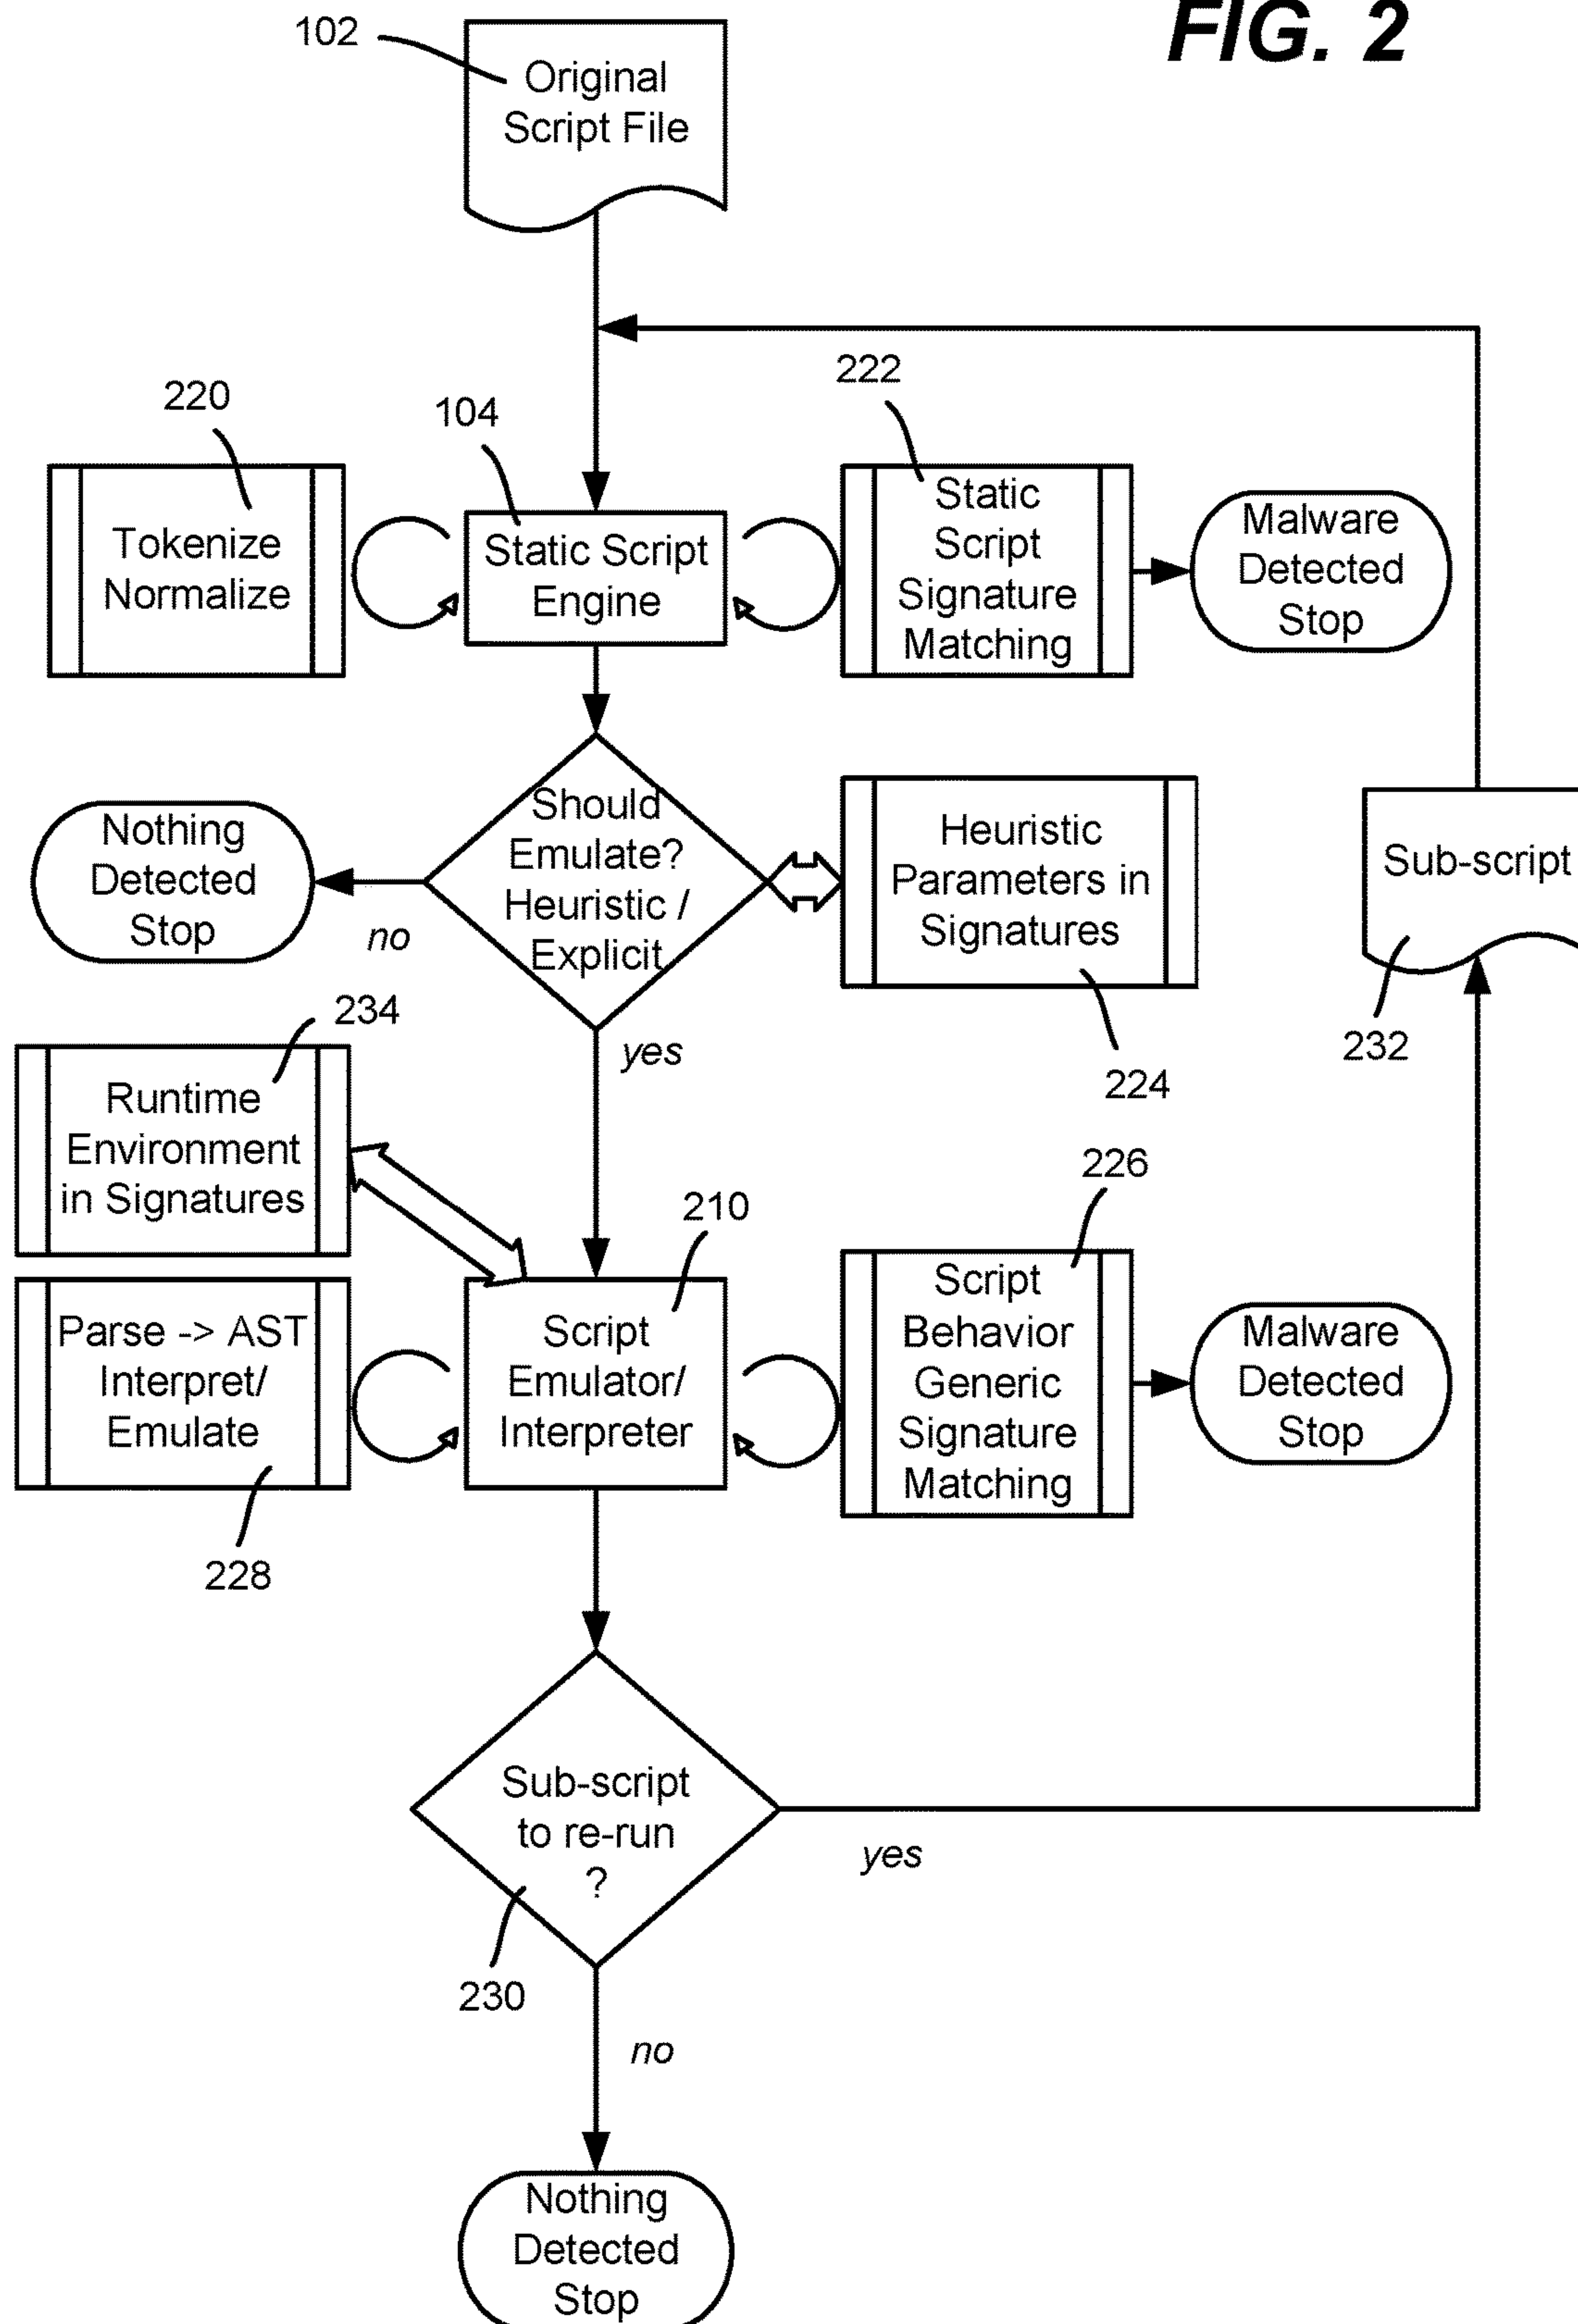 FIG. 2
102
Original
Script File
222
220
104
Tokenize
Normalize
Static Script
Engine
Static
Script
Signature
Matching
Malware
Detected
Stop
Nothing
Detected
Stop
no
Should
Emulate?
Heuristic /
Explicit
yes
Heuristic
Parameters in
Signatures
224
Sub-script
232
234
Runtime
Environment
in Signatures
210
226
Parse -> AST
Interpret/
Emulate
228
Script
Emulator/
Interpreter
Script
Behavior
Generic
Signature
Matching
Malware
Detected
Stop
Sub-script
to re-run
?
yes
230
no
Nothing
Detected
Stop